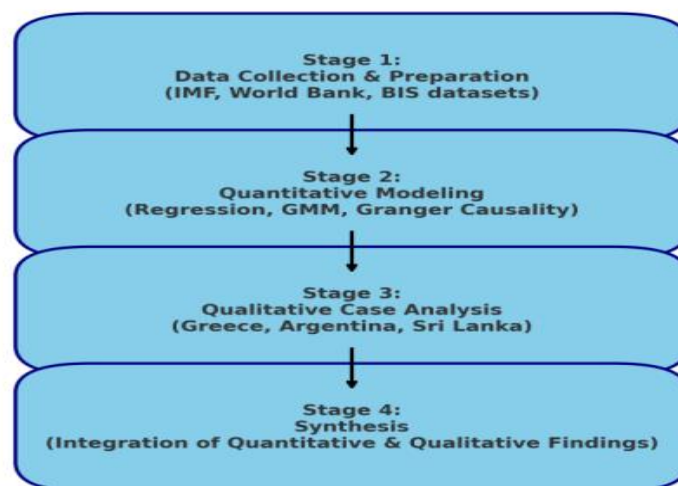 Stage 1:
Data Collection & Preparation
(IMF, World Bank, BIS datasets)
Stage 2:
Quantitative Modeling
(Regression, GMM, Granger Causality)
Stage 3:
Qualitative Case Analysis
(Greece, Argentina, Sri Lanka)
Stage 4:
Synthesis
(Integration of Quantitative & Qualitative Findings)